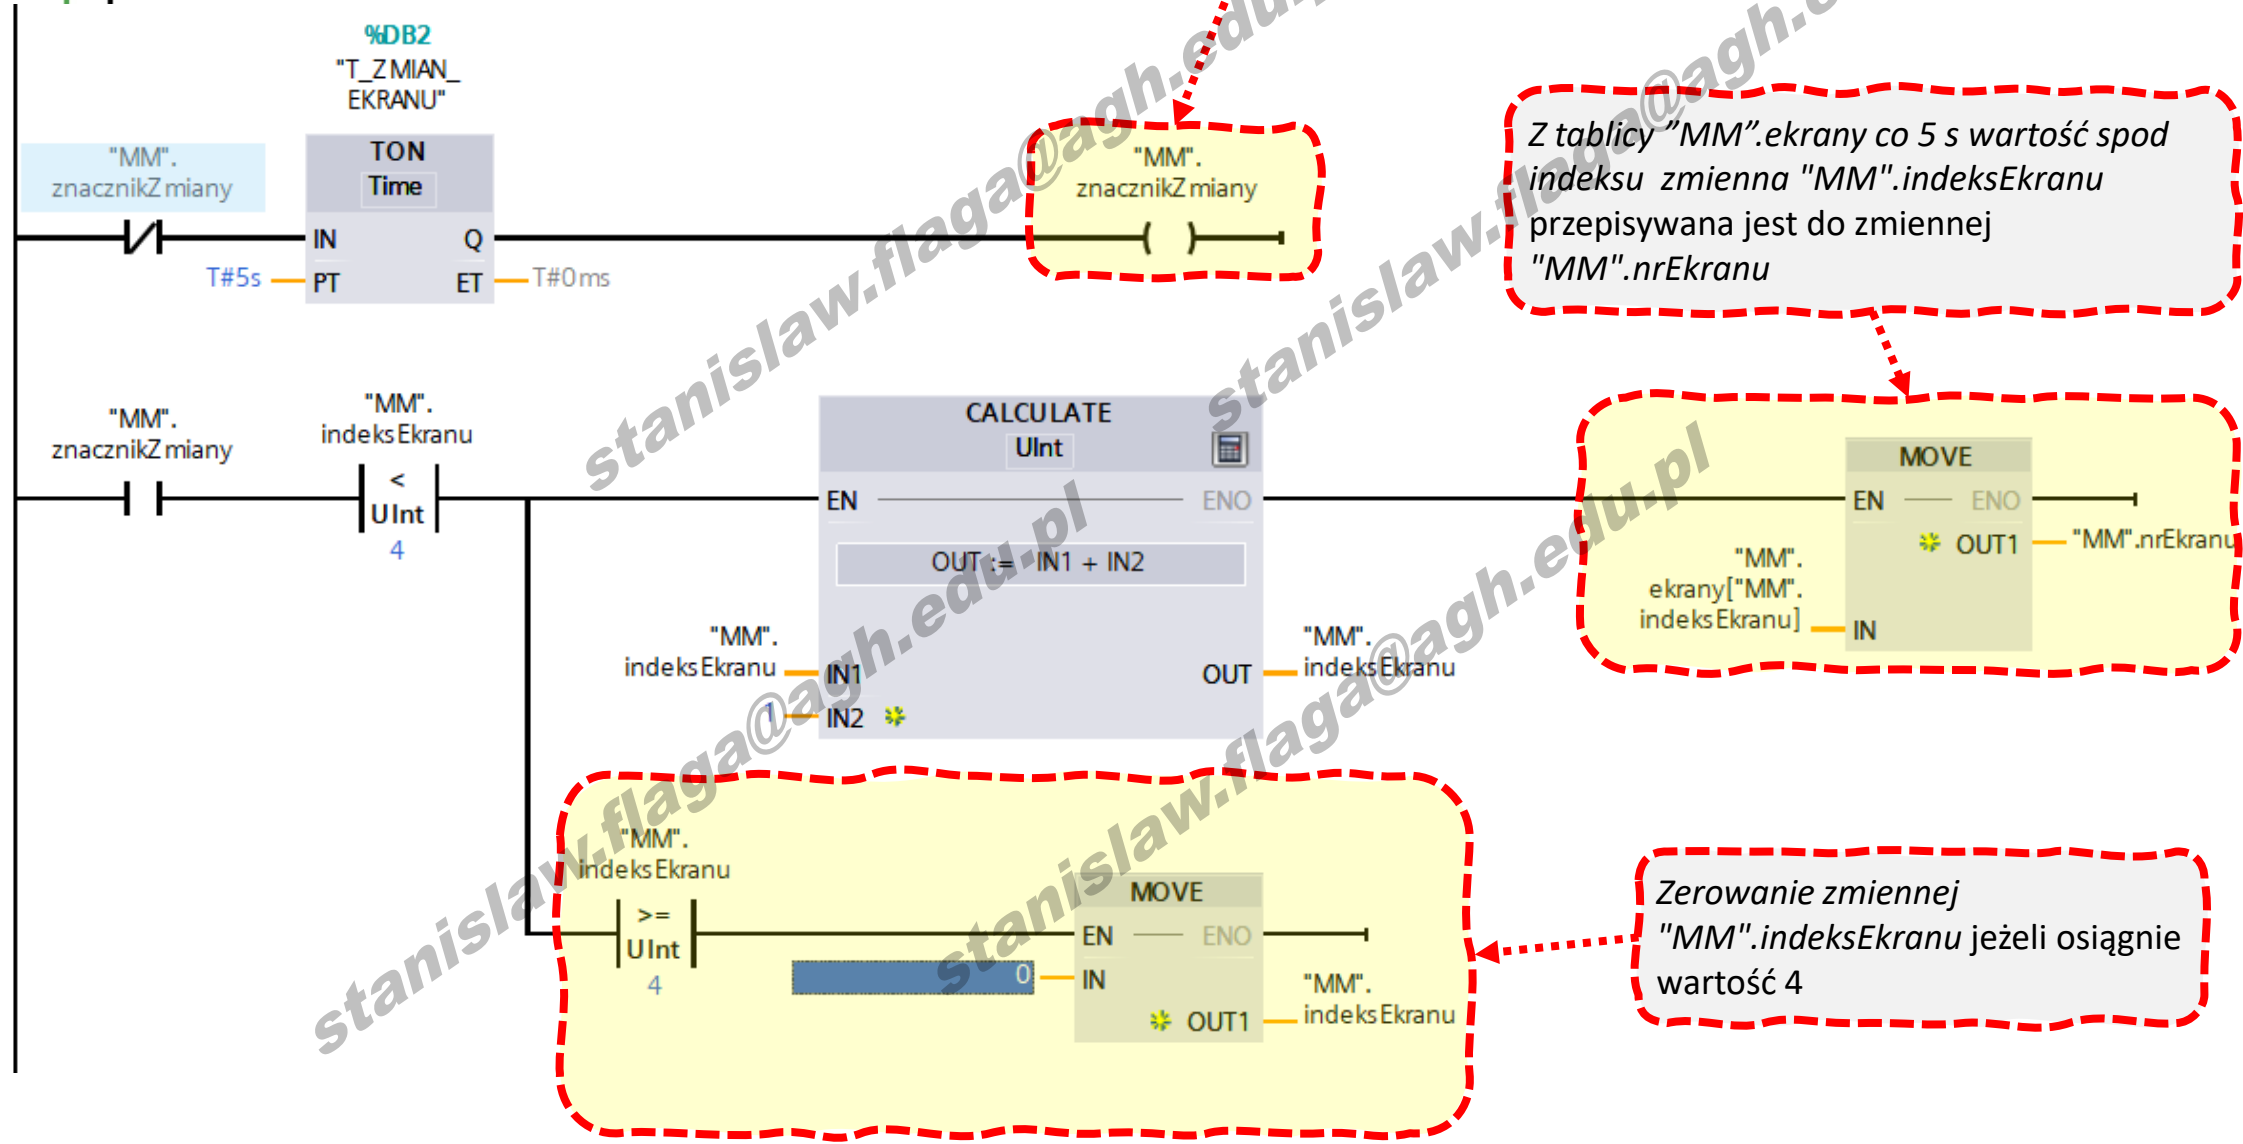 %DB2
"T_ZMIAN_
EKRANU"
"MM".
znacznikZmiany
TON
Time
IN
Q
T#5s
PT
ET
T#0ms
"MM".
znacznikZmiany
Z tablicy ”MM”.ekrany co 5 s wartość spod
indeksu zmienna "MM".indeksEkranu
przepisywana jest do zmiennej
"MM".nrEkranu
"MM".
znacznikZmiany
"MM".
indeksEkranu
<
UInt
4
CALCULATE
UInt
EN
ENO
OUT := IN1 + IN2
"MM".
indeksEkranu
IN1
1
IN2
OUT
"MM".
indeksEkranu
MOVE
EN
ENO
OUT1
"MM".nrEkranu
"MM".
ekrany["MM".
indeksEkranu]
IN
"MM".
indeksEkranu
>=
UInt
4
MOVE
EN
ENO
0
IN
OUT1
"MM".
indeksEkranu
Zerowanie zmiennej
"MM".indeksEkranu jeżeli osiągnie
wartość 4
stanislaw.flaga@agh.edu.pl
stanislaw.flaga@agh.edu.pl
stanislaw.flaga@agh.edu.pl
stanislaw.flaga@agh.edu.pl